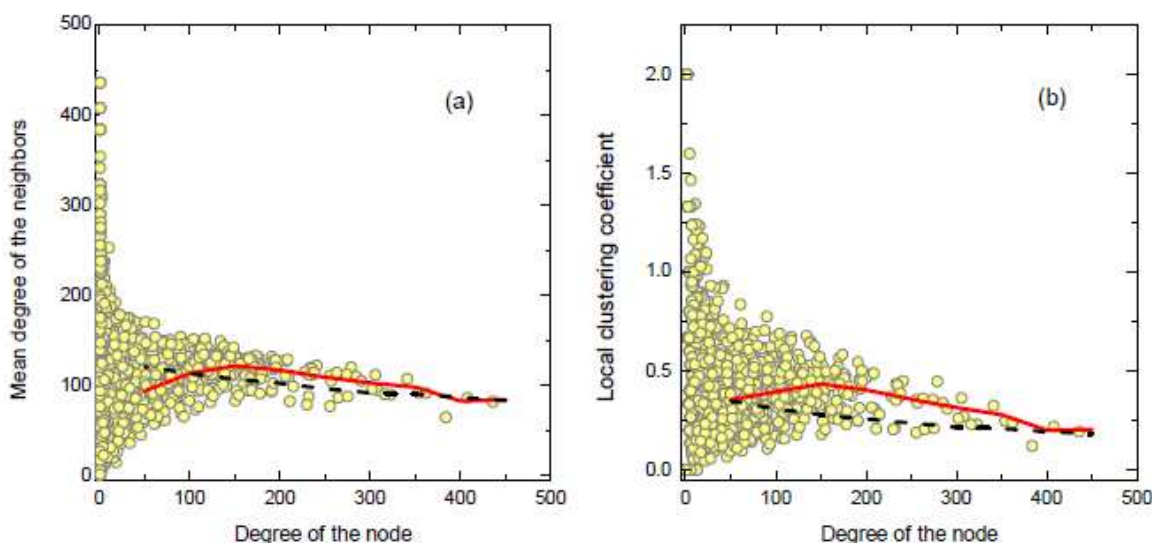 500
400
300
200
100
0
Mean degree of the neighbors
(a)
0 100 200 300 400 500
Degree of the node
2.0
1.5
1.0
0.5
0.0
Local clustering coefficient
(b)
0 100 200 300 400 500
Degree of the node